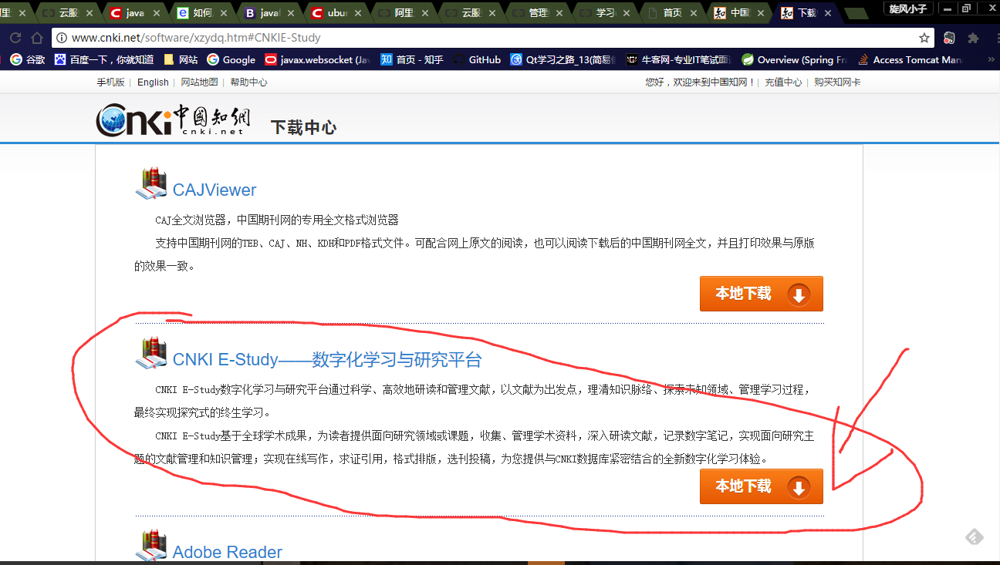 里 云服 java 如何 javaf ubun 阿里 云服 管理 学习 首页 中国 下载 旋风小子
www.cnki.net/software/xzydq.htm#CNKIE-Study
谷歌 百度一下，你就知道 网站 Google javax.websocket (Jav 首页 - 知乎 GitHub Qt学习之路_13(简易 牛客网-专业IT笔试面 Overview (Spring Fr Access Tomcat Man »
手机版 | English | 网站地图 | 帮助中心 您好，欢迎来到中国知网！ | 充值中心 | 购买知网卡
Cnki中國知網 下载中心
cnki.net
CAJViewer
CAJ全文浏览器，中国期刊网的专用全文格式浏览器
支持中国期刊网的TEB、CAJ、NH、KDH和PDF格式文件。可配合网上原文的阅读，也可以阅读下载后的中国期刊网全文，并且打印效果与原版
的效果一致。
本地下载
CNKI E-Study——数字化学习与研究平台
CNKI E-Study数字化学习与研究平台通过科学、高效地研读和管理文献，以文献为出发点，理清知识脉络、探索未知领域、管理学习过程，
最终实现探究式的终生学习。
CNKI E-Study基于全球学术成果，为读者提供面向研究领域或课题，收集、管理学术资料，深入研读文献，记录数字笔记，实现面向研究主
题的文献管理和知识管理；实现在线写作，求证引用，格式排版，选刊投稿，为您提供与CNKI数据库紧密结合的全新数字化学习体验。
本地下载
Adobe Reader